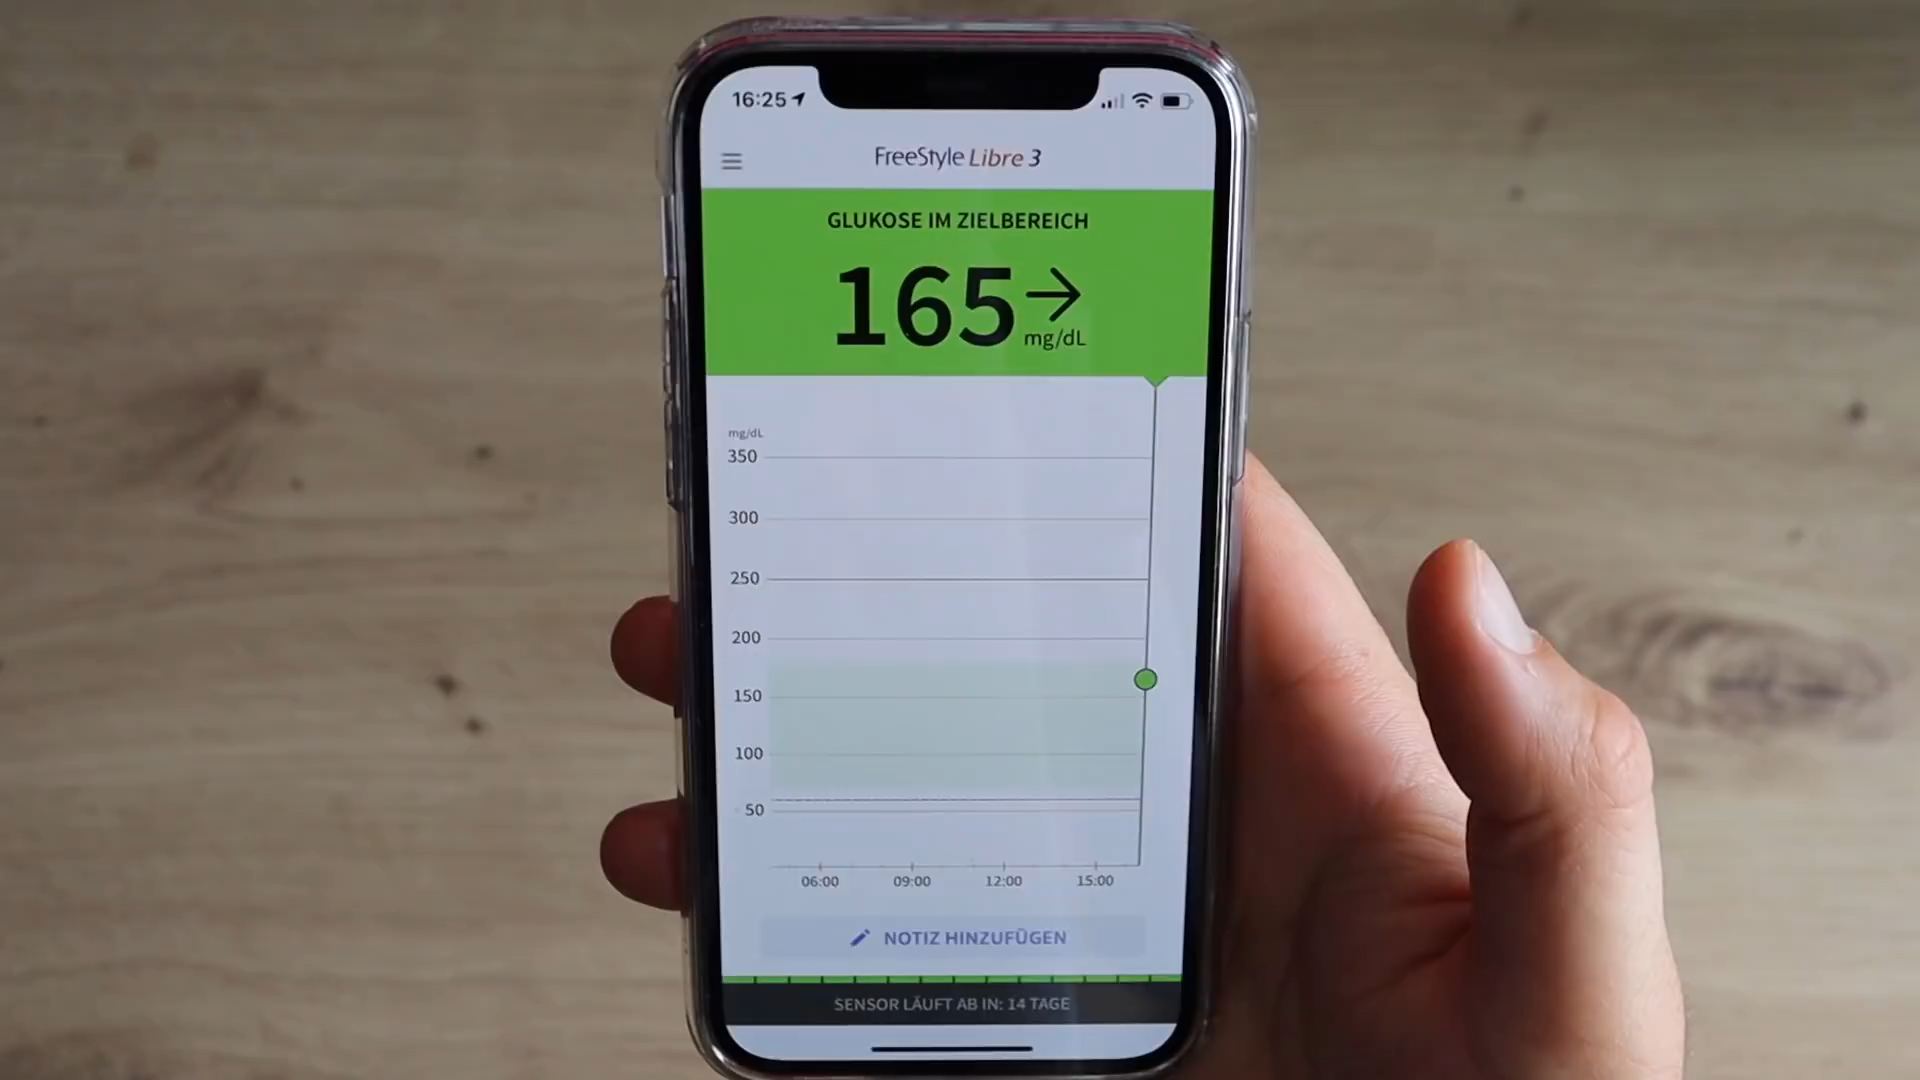 16:25
FreeStyle Libre 3
GLUKOSE IM ZIELBEREICH
165
mg/dL
mg/dL
350
300
250
200
150
100
50
06:00 09:00 12:00 15:00
NOTIZ HINZUFÜGEN
SENSOR LÄUFT AB IN: 14 TAGE